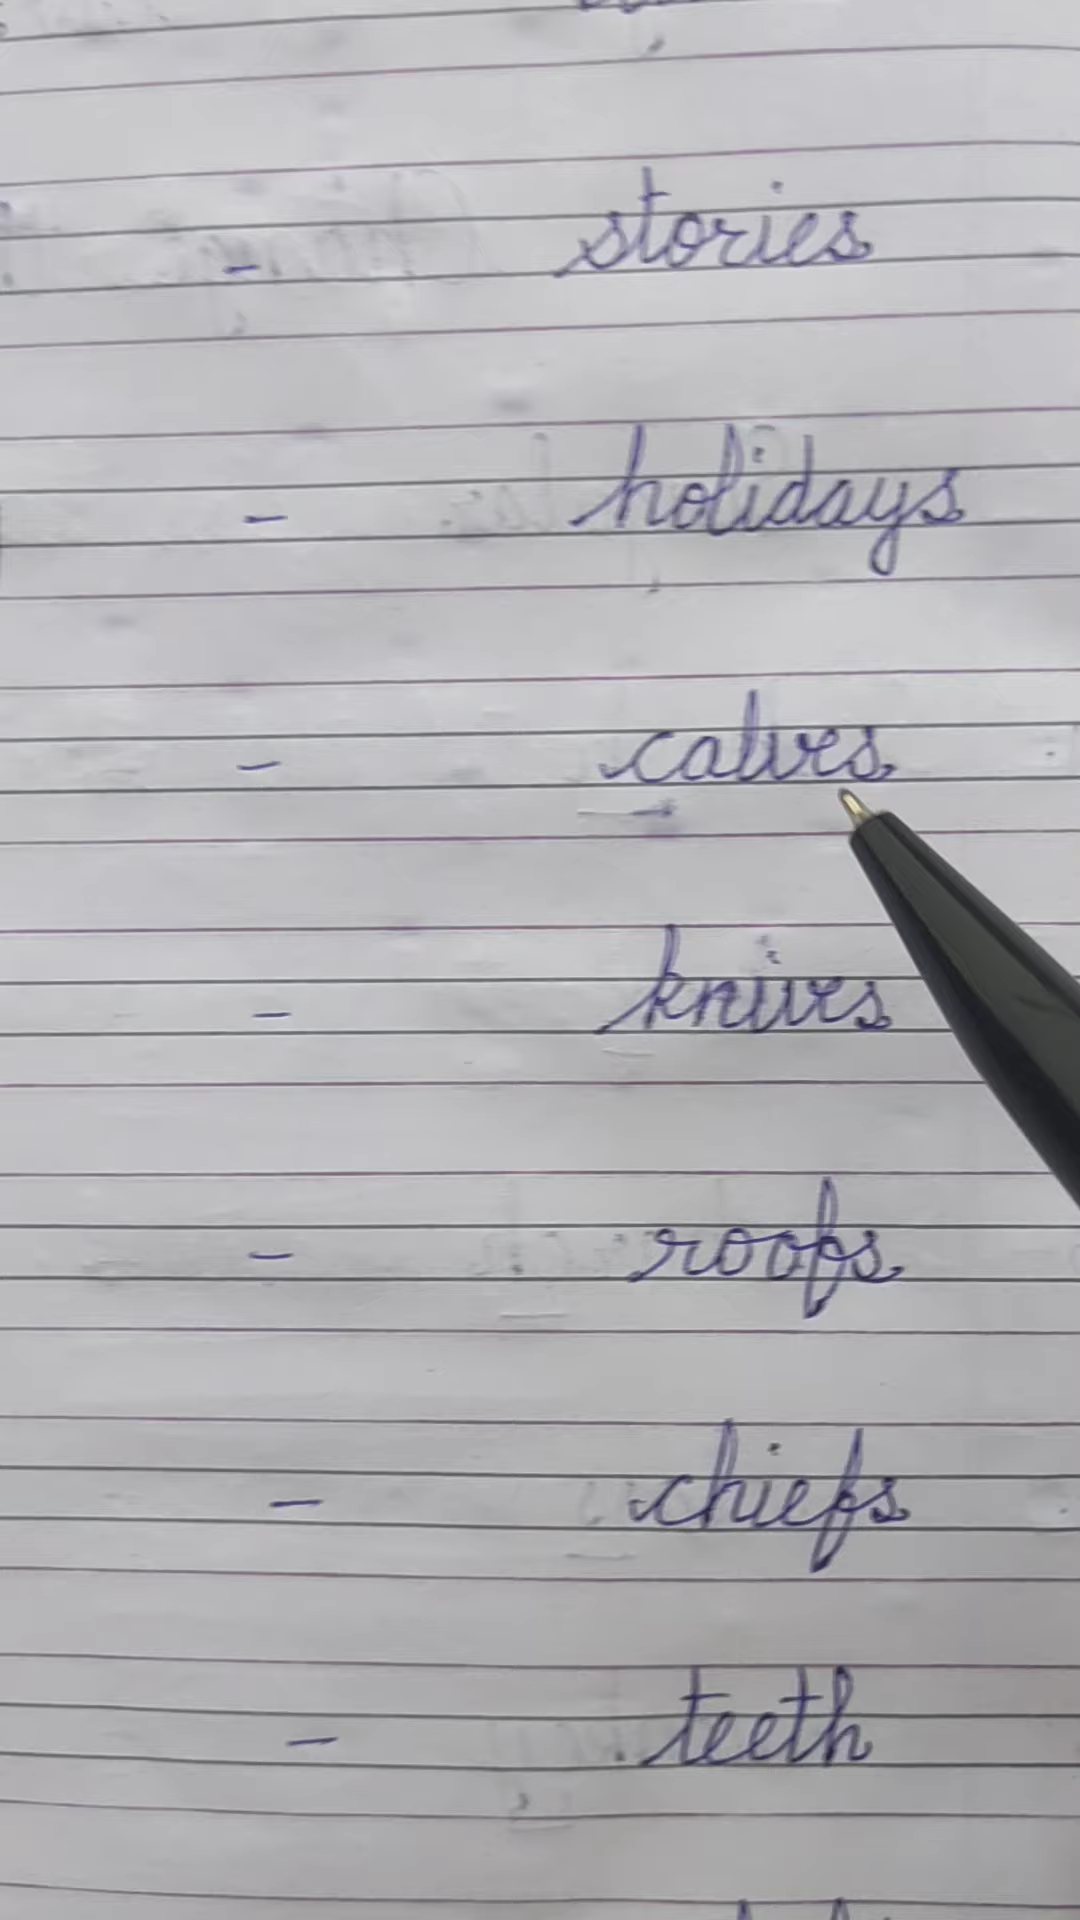 - stories
- holidays
- calves
- knives
- roofs
- chiefs
- teeth